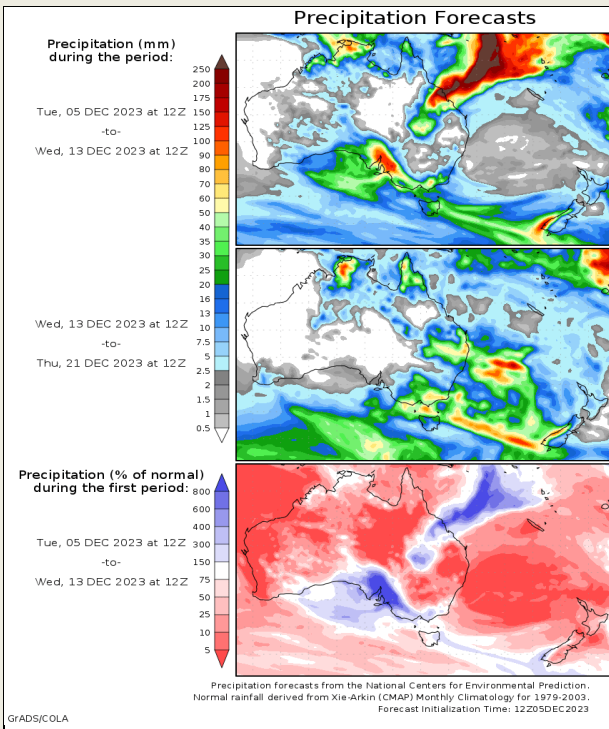 Precipitation Forecasts
Precipitation (mm)
during the period:
Tue, 05 DEC 2023 at 12Z
-to-
Wed, 13 DEC 2023 at 12Z
250
200
175
150
125
100
90
80
70
60
50
40
35
30
25
20
16
13
10
7.5
5
2.5
2
1.5
1
0.5
Wed, 13 DEC 2023 at 12Z
-to-
Thu, 21 DEC 2023 at 12Z
Precipitation (% of normal)
during the first period:
Tue, 05 DEC 2023 at 12Z
-to-
Wed, 13 DEC 2023 at 12Z
800
600
400
300
150
75
50
25
10
5
Precipitation forecasts from the National Centers for Environmental Prediction.
Normal rainfall derived from Xie-Arkin (CMAP) Monthly Climatology for 1979-2003.
Forecast Initialization Time: 12Z05DEC2023
GrADS/COLA